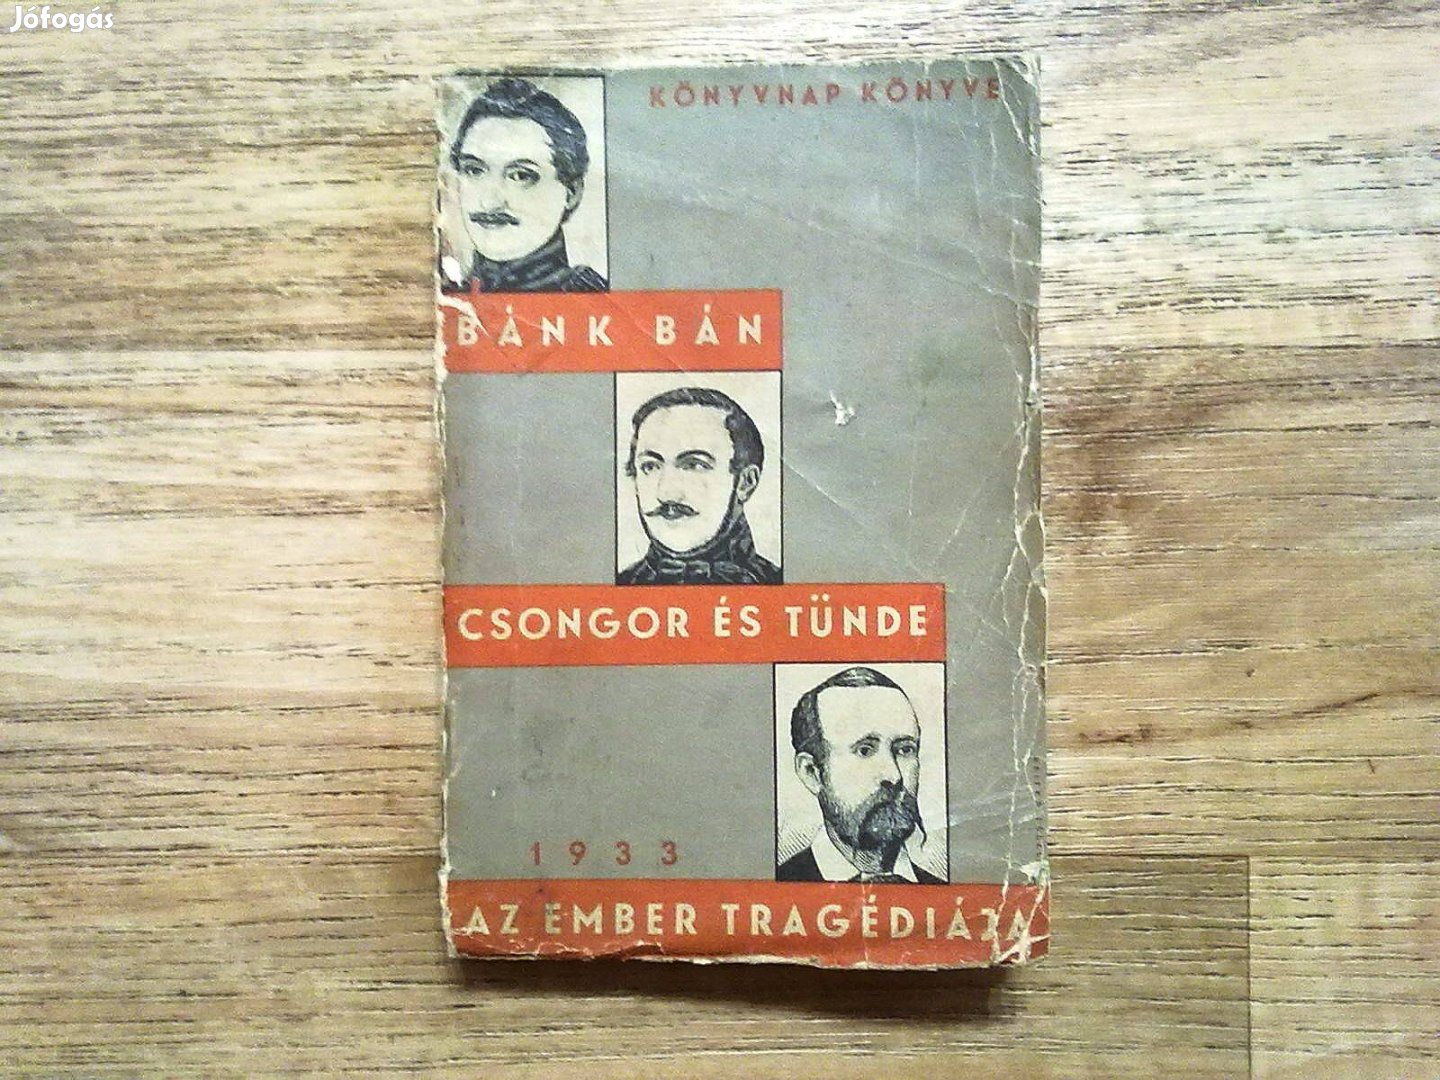 Jófogás
KÖNYVNAP KÖNYVE
BÁNK BÁN
CSONGOR ÉS TÜNDE
1933
AZ EMBER TRAGÉDIÁJA